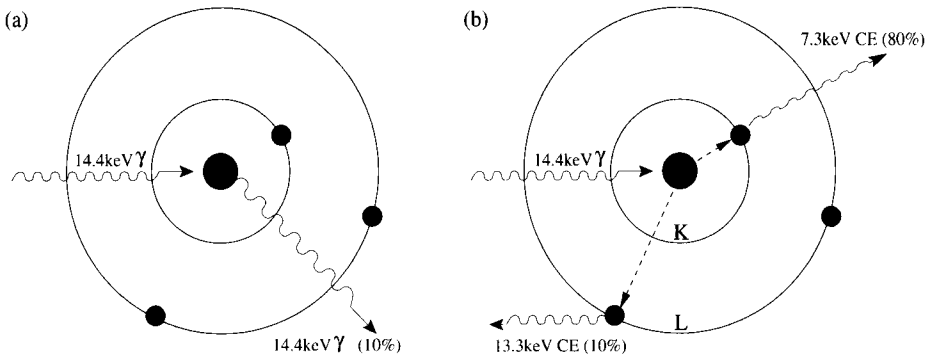 (a)
14.4keV γ
14.4keV γ (10%)
(b)
7.3keV CE (80%)
14.4keV γ
K
L
13.3keV CE (10%)